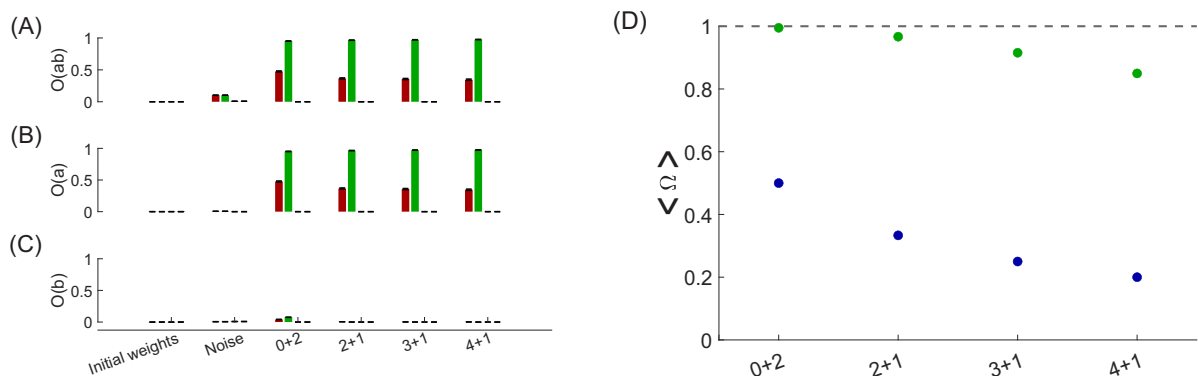 (A)
O(ab)
1
0.5
0
(B)
O(a)
1
0.5
0
(C)
O(b)
1
0.5
0
Initial weights
Noise
0+2
2+1
3+1
4+1
(D)
< Ω >
1
0.8
0.6
0.4
0.2
0
0+2
2+1
3+1
4+1